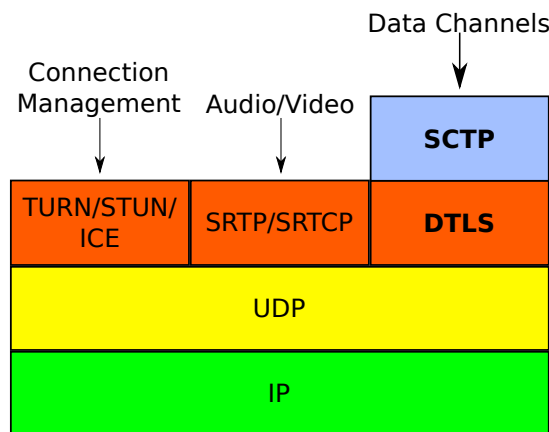 Data Channels
Connection
Management
Audio/Video
SCTP
TURN/STUN/
ICE
SRTP/SRTCP
DTLS
UDP
IP